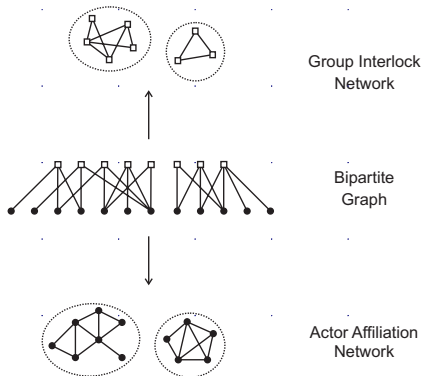 Group Interlock
Network
Bipartite
Graph
Actor Affiliation
Network